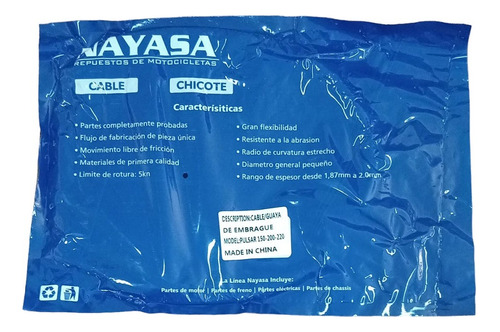 NAYASA
REPUESTOS DE MOTOCICLETAS
CABLE
CHICOTE
Caracterísiticas
• Partes completamente probadas
• Flujo de fabricación de pieza única
• Movimiento libre de fricción
• Materiales de primera calidad
• Limite de rotura: 5kn
• Gran flexibilidad
• Resistente a la abrasion
• Radio de curvatura estrecho
• Diametro general pequeño
• Rango de espesor desde 1,87mm a 2.0mm
DESCRIPTION:CABLE/GUAYA
DE EMBRAGUE
MODEL:PULSAR 150-200-220
MADE IN CHINA
La Linea Nayasa Incluye:
Partes de motor | Partes de freno | Partes eléctricas | Partes de chassis